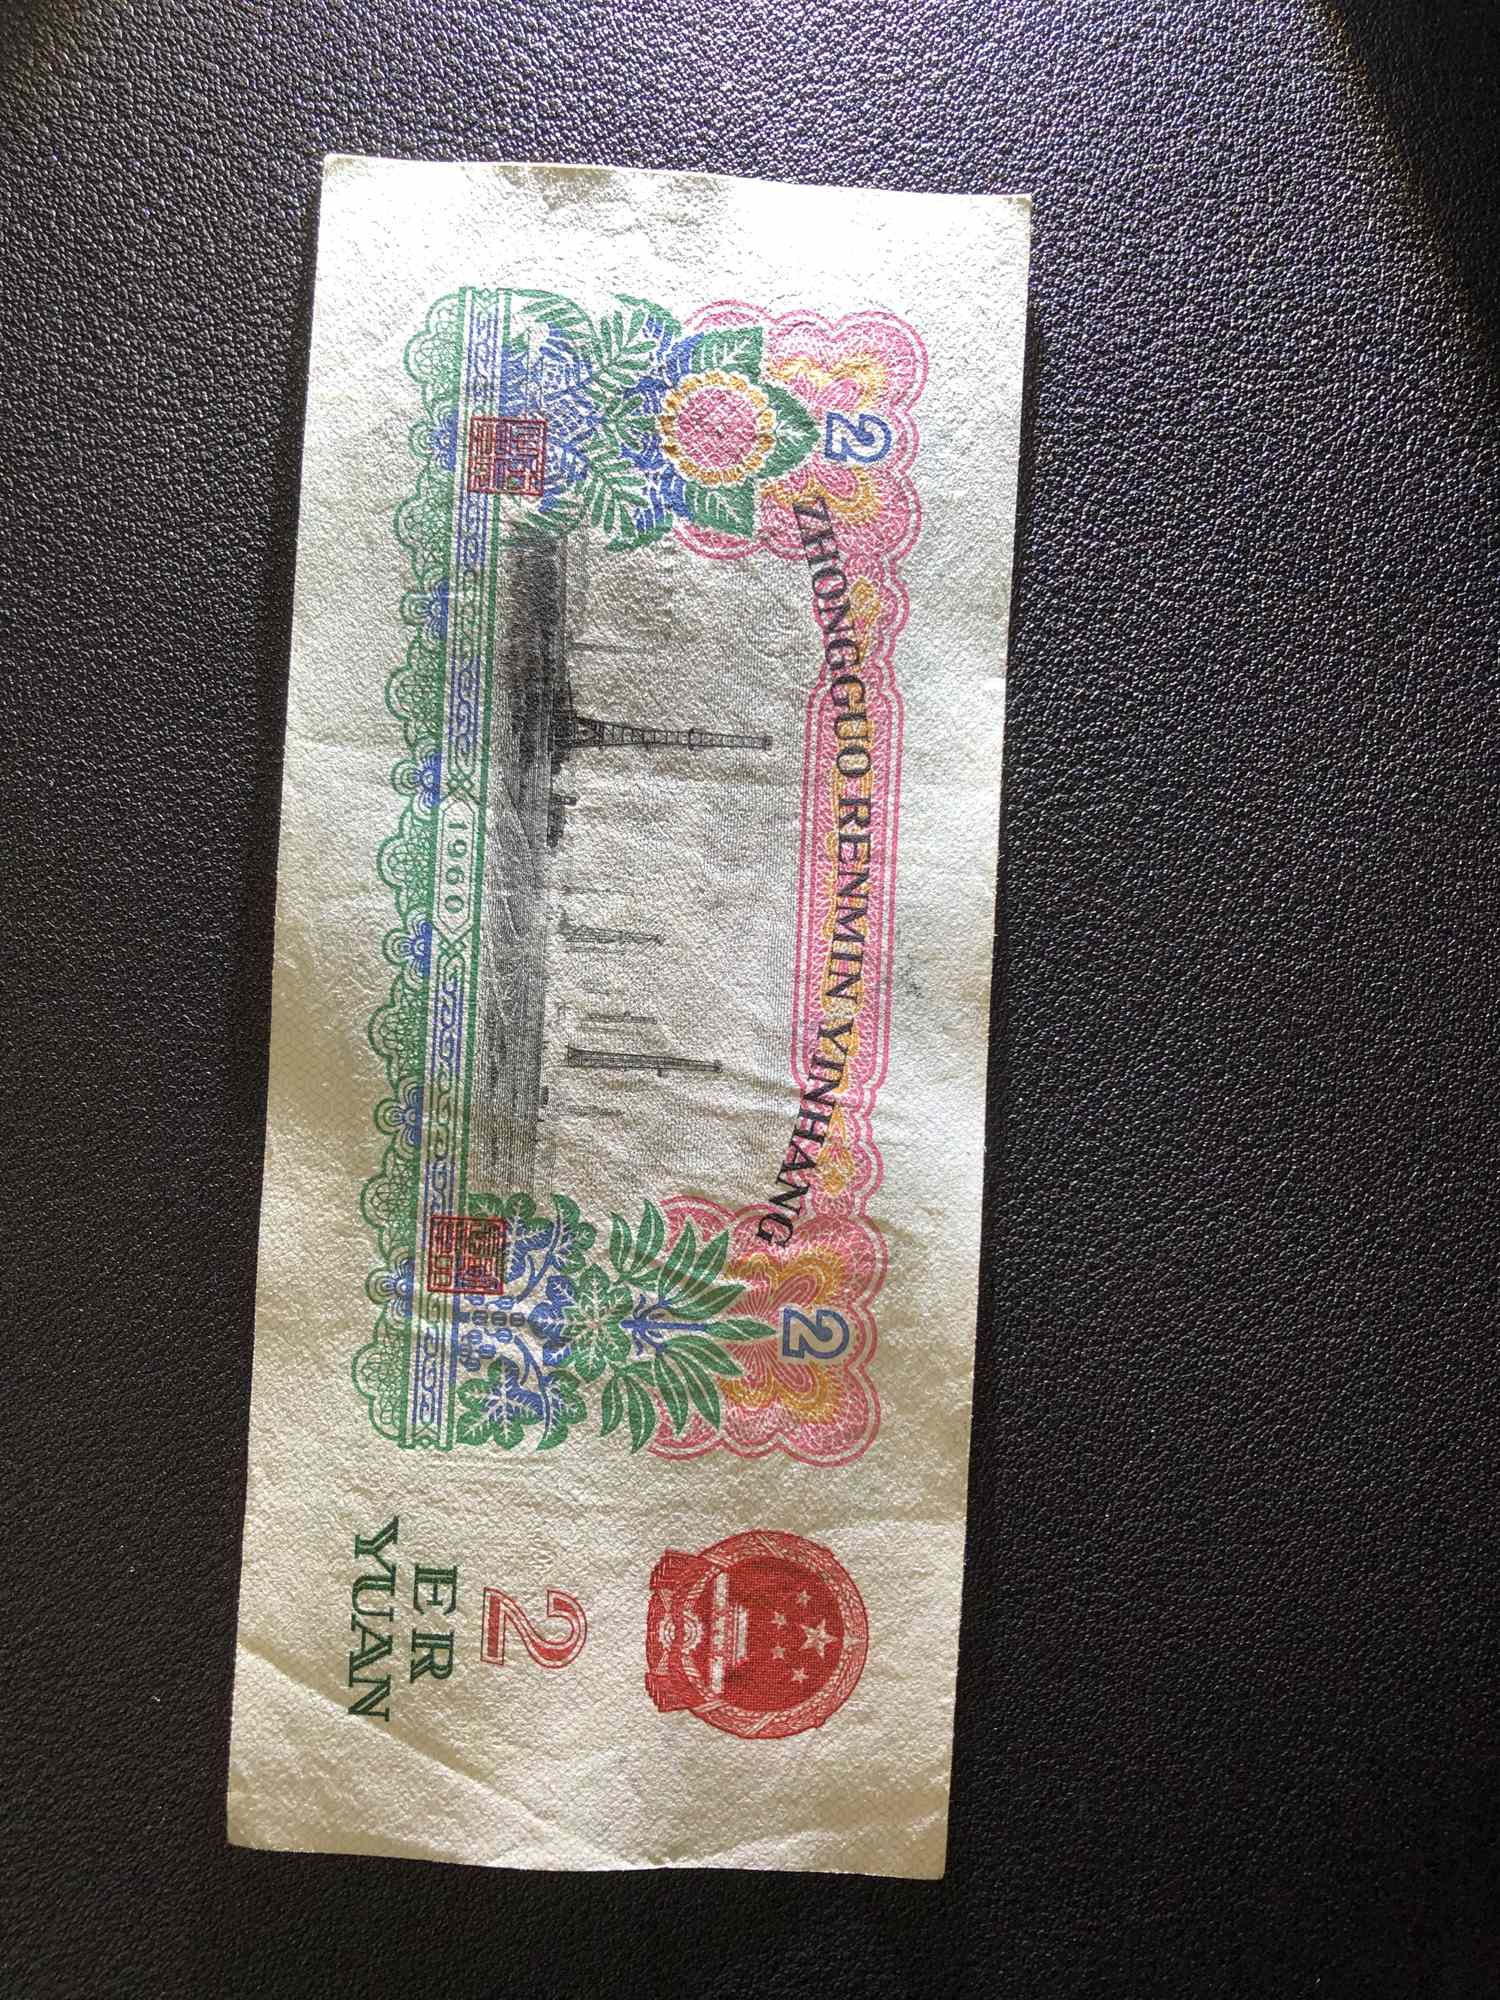 ZHONGGUO RENMIN YINHANG
2
2
1960
2
ER
YUAN